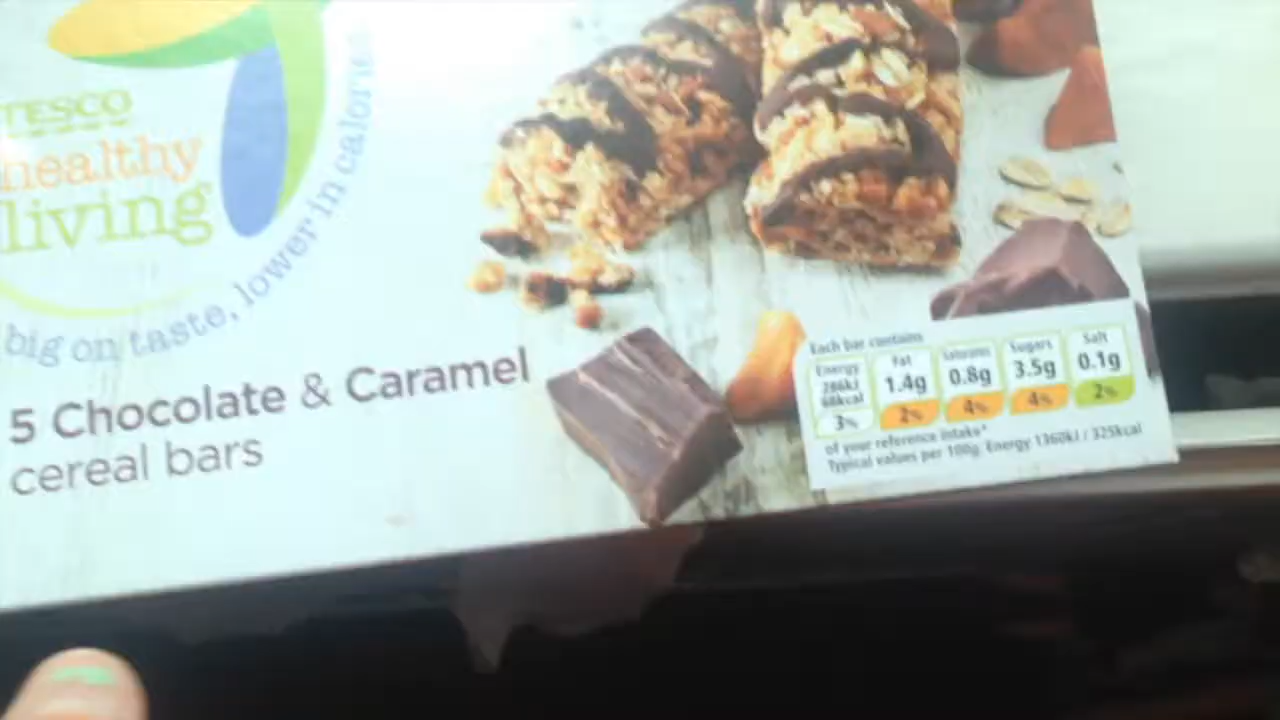 TESCO
healthy
living
big on taste, lower in calories
5 Chocolate & Caramel
cereal bars
Each bar contains
Energy
286kJ
68kcal
3%
Fat
1.4g
2%
Saturates
0.8g
4%
Sugars
3.5g
4%
Salt
0.1g
2%
of your reference intake*
Typical values per 100g: Energy 1360kJ / 325kcal